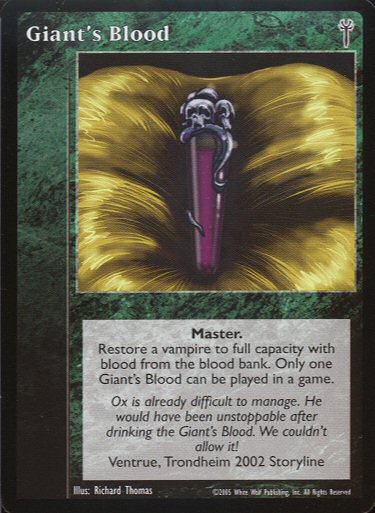 Giant's Blood
Master.
Restore a vampire to full capacity with
blood from the blood bank. Only one
Giant's Blood can be played in a game.
Ox is already difficult to manage. He
would have been unstoppable after
drinking the Giant's Blood. We couldn't
allow it!
Ventrue, Trondheim 2002 Storyline
Illus: Richard Thomas
©2005 White Wolf Publishing, Inc. All Rights Reserved